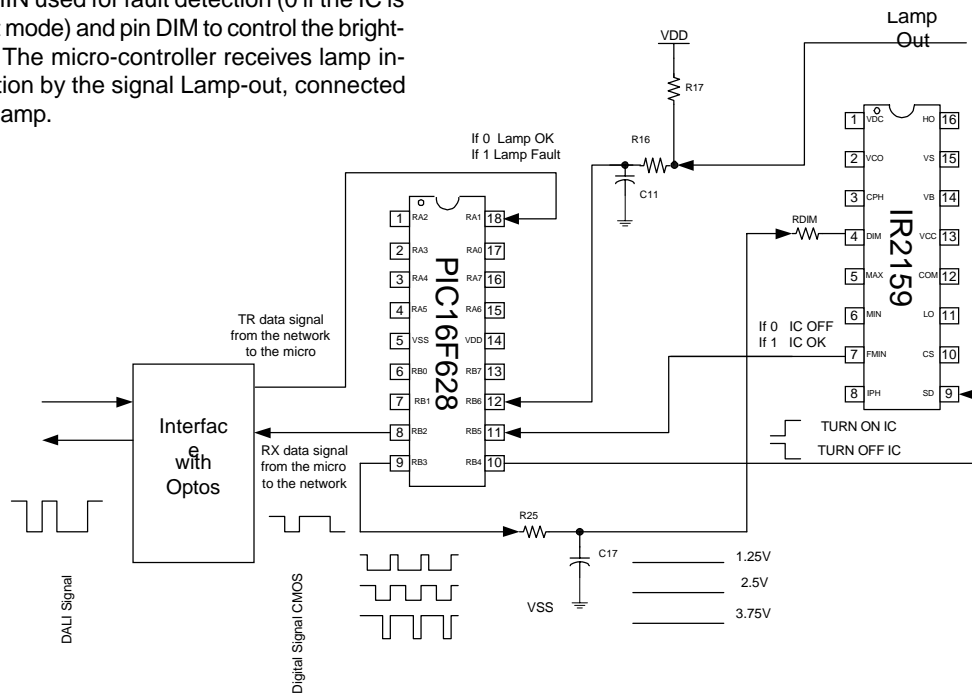 MIN used for fault detection (0 if the IC is
t mode) and pin DIM to control the bright-
The micro-controller receives lamp in-
tion by the signal Lamp-out, connected
amp.
Lamp
Out
VDD
R17
If 0 Lamp OK
If 1 Lamp Fault
R16
C11
RDIM
PIC16F628
1 RA2
2 RA3
3 RA4
4 RA5
5 VSS
6 RB0
7 RB1
8 RB2
9 RB3
RA1 18
RA0 17
RA7 16
RA6 15
VDD 14
RB7 13
RB6 12
RB5 11
RB4 10
IR2159
1 VDC
2 VCO
3 CPH
4 DIM
5 MAX
6 MIN
7 FMIN
8 IPH
HO 16
VS 15
VB 14
VCC 13
COM 12
LO 11
CS 10
SD 9
If 0 IC OFF
If 1 IC OK
TURN ON IC
TURN OFF IC
TR data signal
from the network
to the micro
Interfac
e
with
Optos
RX data signal
from the micro
to the network
R25
C17
VSS
1.25V
2.5V
3.75V
DALI Signal
Digital Signal CMOS